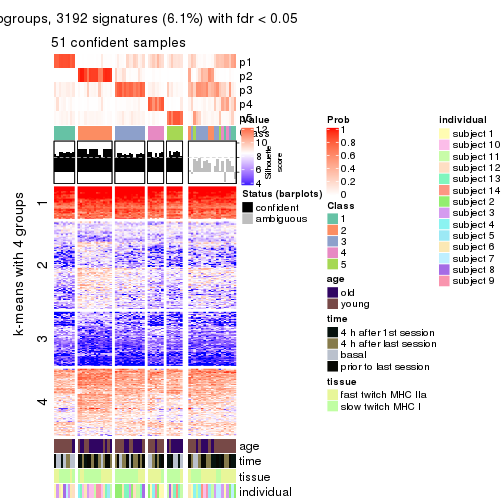 ogroups, 3192 signatures (6.1%) with fdr < 0.05
51 confident samples
p1
p2
p3
p4
p5
Class
k-means with 4 groups
1
2
3
4
Silhouette
score
age
time
tissue
individual
Value
12
10
8
6
4
Status (barplots)
confident
ambiguous
Prob
1
0.8
0.6
0.4
0.2
0
Class
1
2
3
4
5
age
old
young
time
4 h after 1st session
4 h after last session
basal
prior to last session
tissue
fast twitch MHC IIa
slow twitch MHC I
individual
subject 1
subject 10
subject 11
subject 12
subject 13
subject 14
subject 2
subject 3
subject 4
subject 5
subject 6
subject 7
subject 8
subject 9